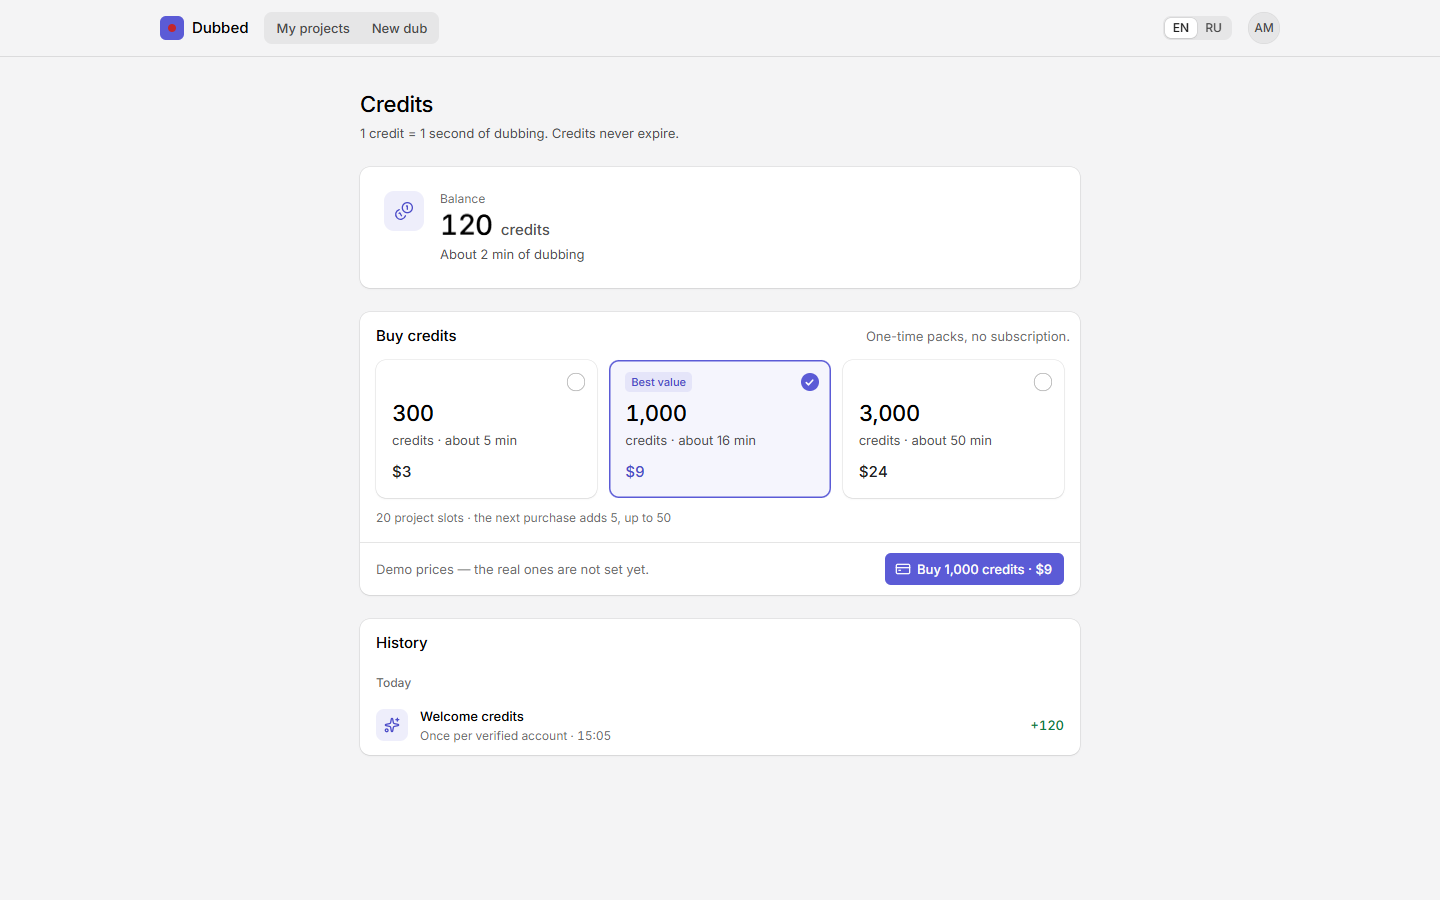 Dubbed
My projects
New dub
EN
RU
AM
Credits
1 credit = 1 second of dubbing. Credits never expire.
Balance
120 credits
About 2 min of dubbing
Buy credits
One-time packs, no subscription.
300
credits · about 5 min
$3
Best value
1,000
credits · about 16 min
$9
3,000
credits · about 50 min
$24
20 project slots · the next purchase adds 5, up to 50
Demo prices — the real ones are not set yet.
Buy 1,000 credits · $9
History
Today
Welcome credits
Once per verified account · 15:05
+120